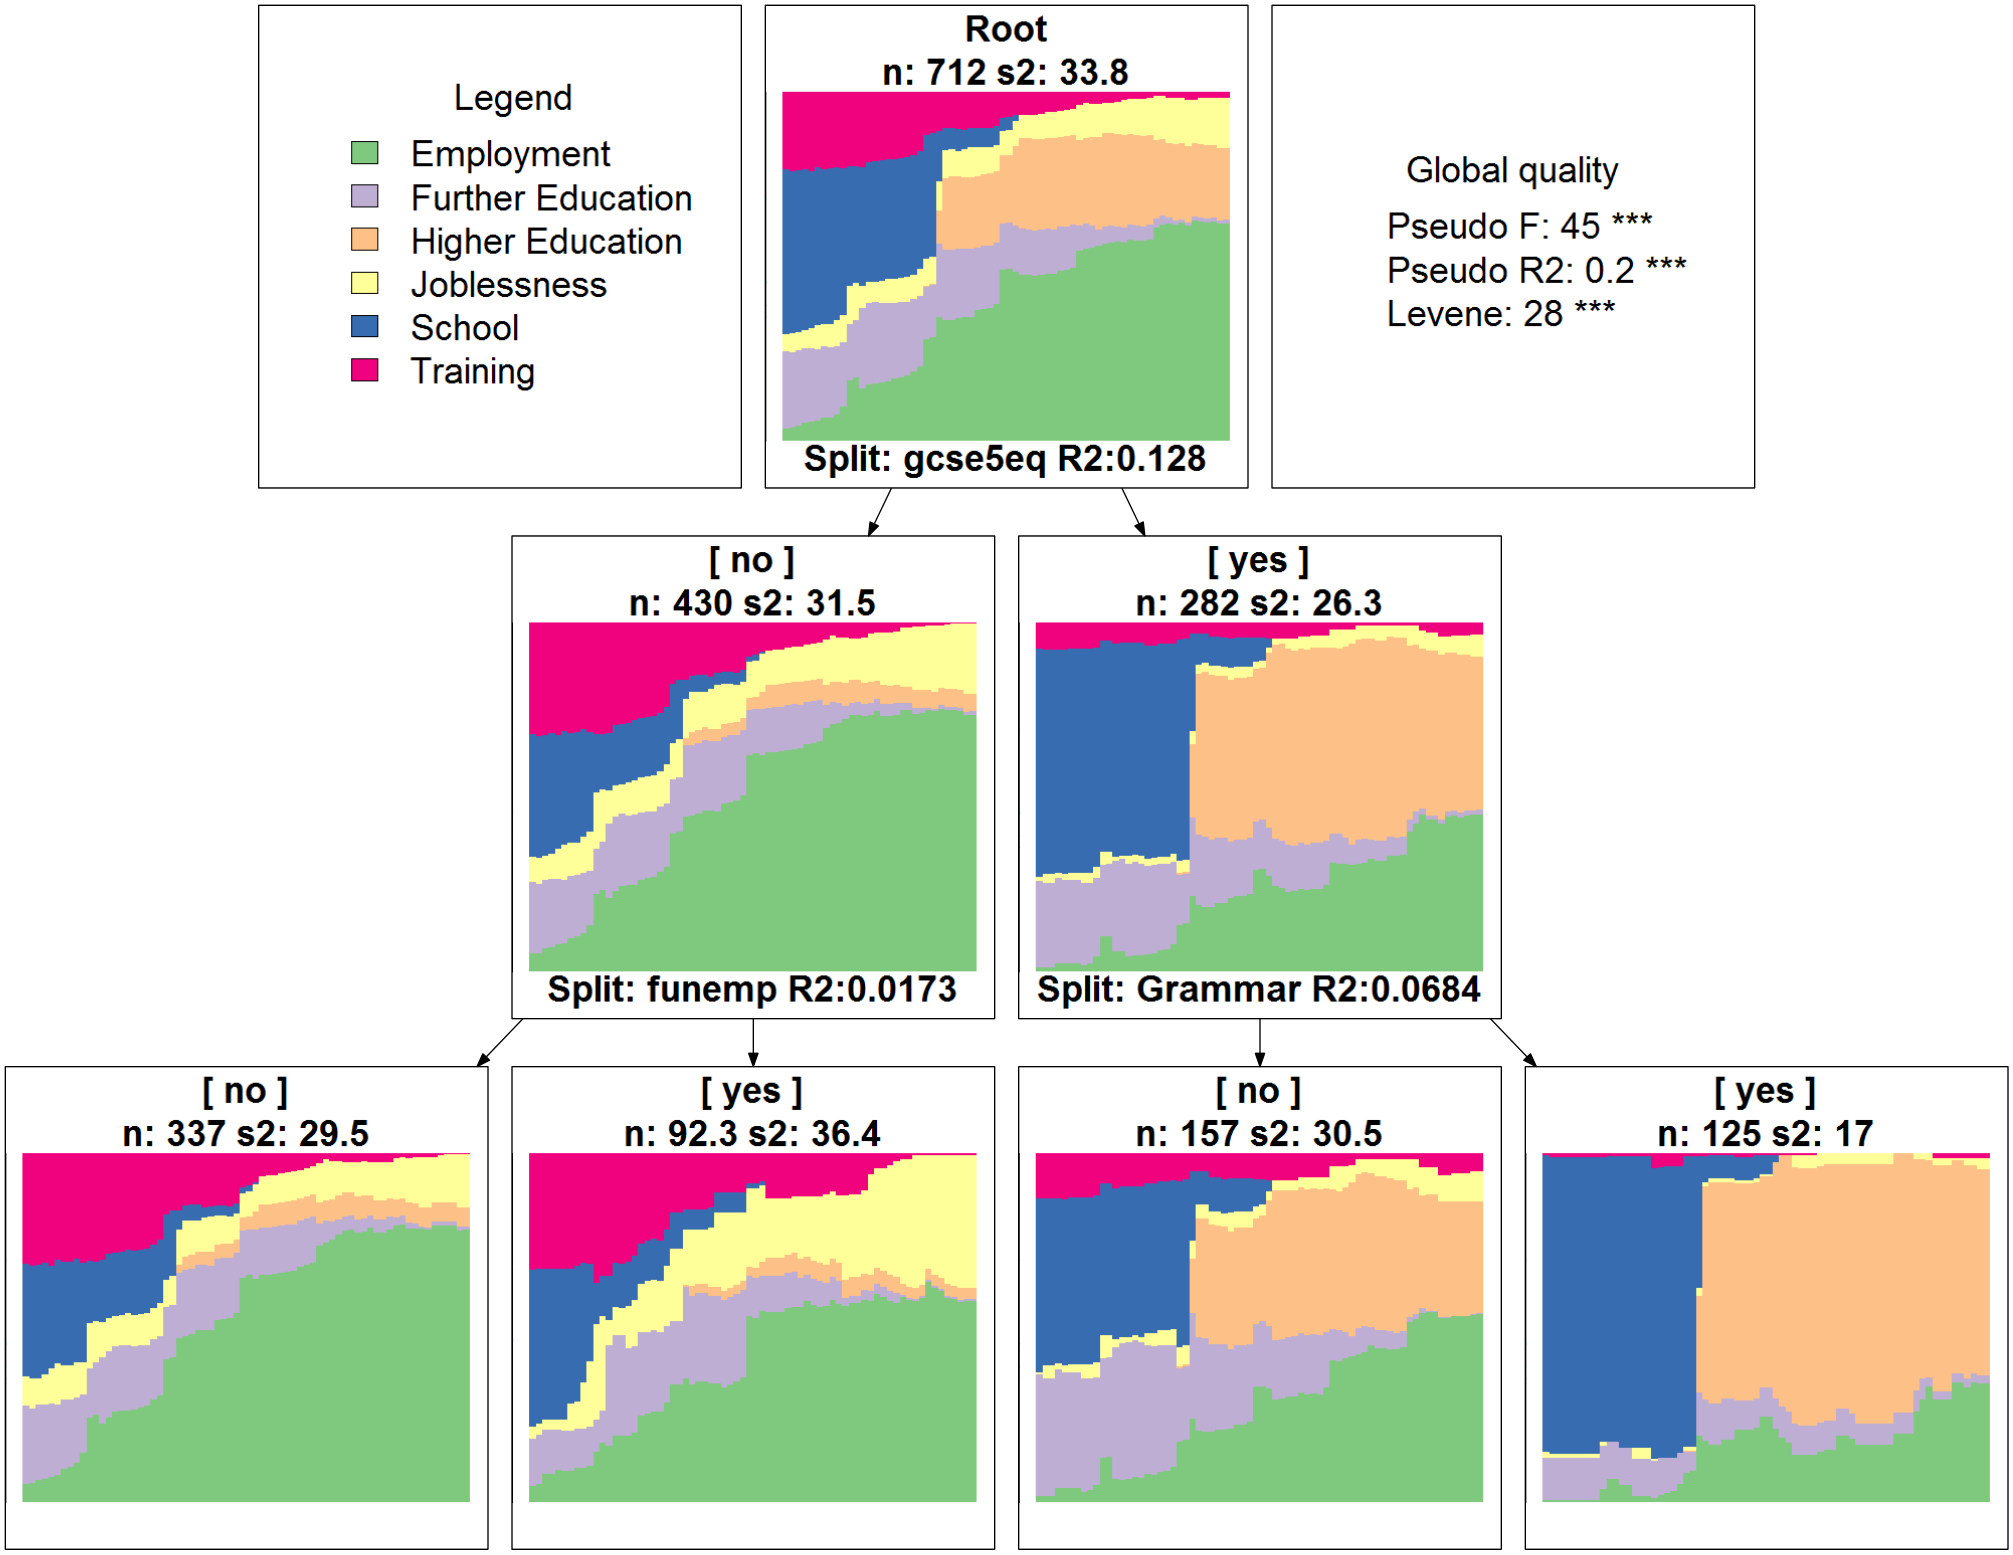 Legend
Employment
Further Education
Higher Education
Joblessness
School
Training
Root
n: 712 s2: 33.8
Split: gcse5eq R2:0.128
Global quality
Pseudo F: 45 ***
Pseudo R2: 0.2 ***
Levene: 28 ***
[ no ]
n: 430 s2: 31.5
Split: funemp R2:0.0173
[ yes ]
n: 282 s2: 26.3
Split: Grammar R2:0.0684
[ no ]
n: 337 s2: 29.5
[ yes ]
n: 92.3 s2: 36.4
[ no ]
n: 157 s2: 30.5
[ yes ]
n: 125 s2: 17